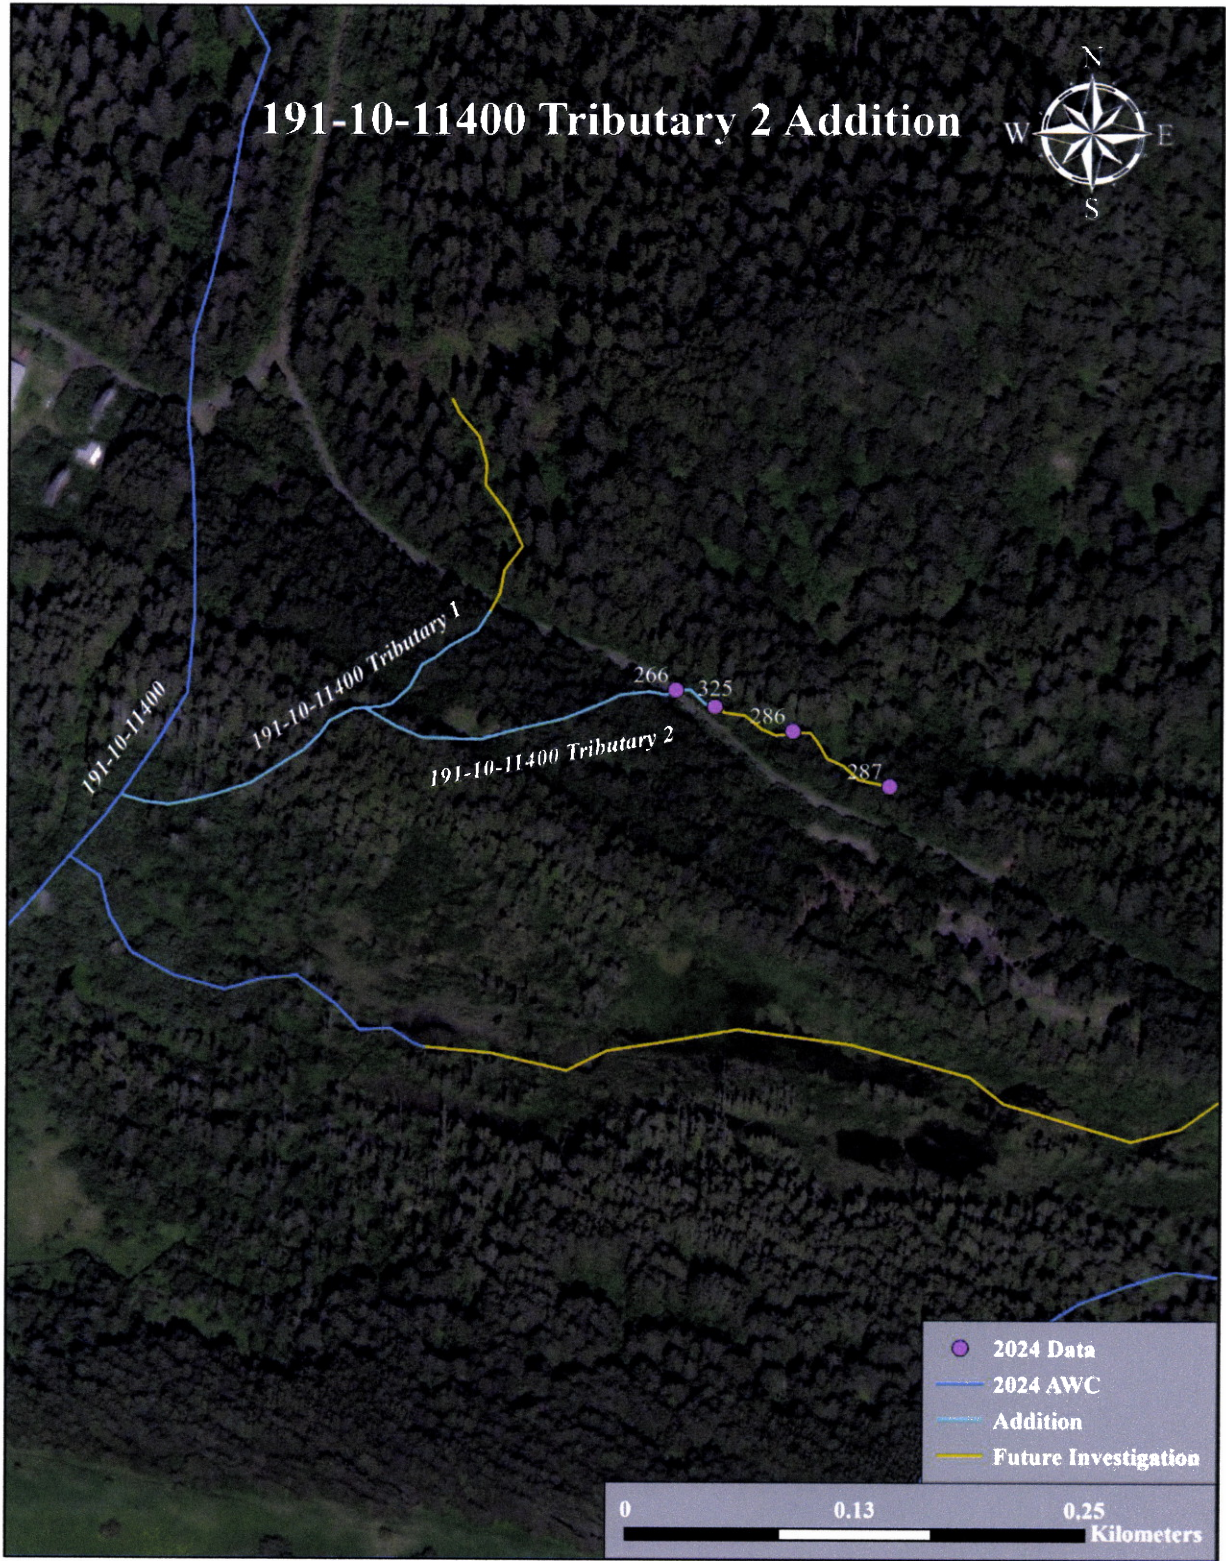 N
191-10-11400 Tributary 2 Addition
W E
S
191-10-11400 Tributary 1
191-10-11400
266
325
286
191-10-11400 Tributary 2
287
2024 Data
2024 AWC
Addition
Future Investigation
0 0.13 0.25
Kilometers